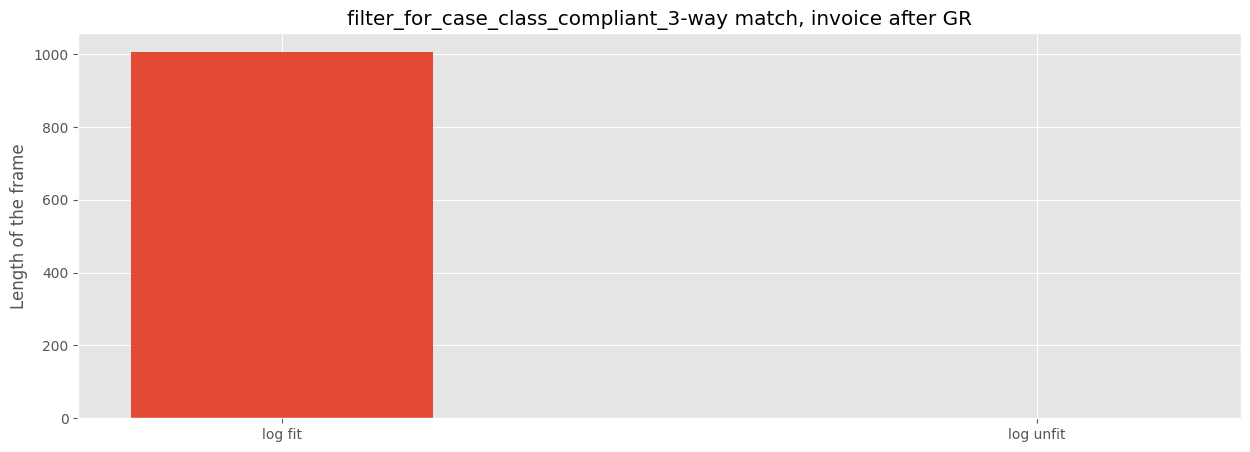 filter_for_case_class_compliant_3-way match, invoice after GR
Length of the frame
1000
800
600
400
200
0
log fit
log unfit